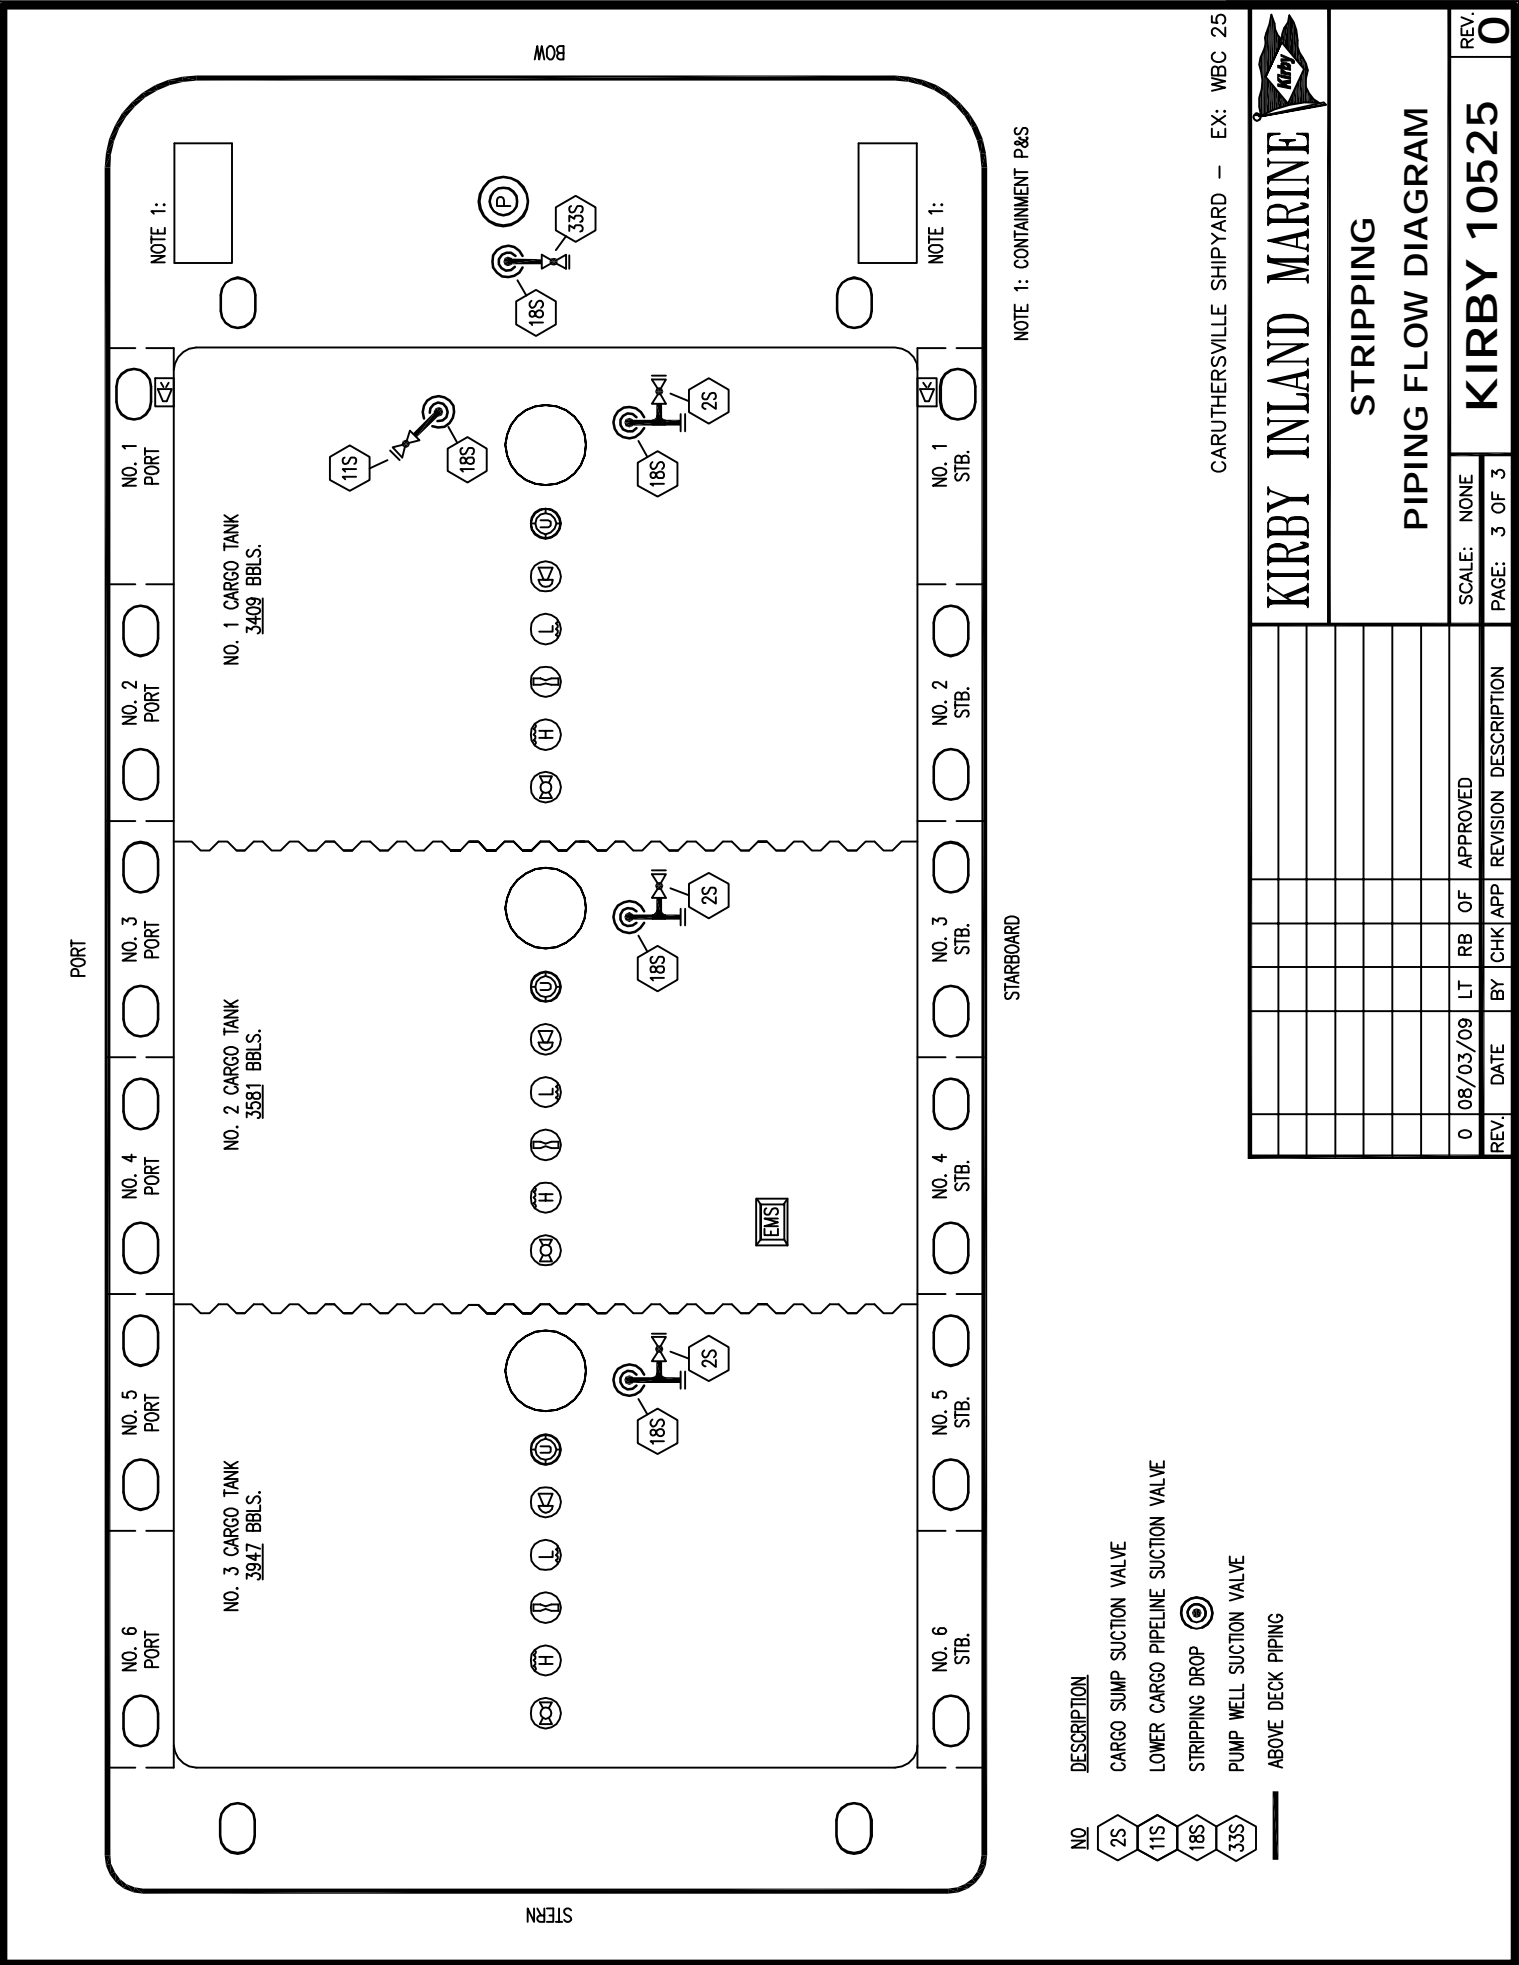 BOW
PORT
STARBOARD
STERN
NOTE 1:
NOTE 1:
P
33S
18S
NO. 1
PORT
NO. 2
PORT
NO. 3
PORT
NO. 4
PORT
NO. 5
PORT
NO. 6
PORT
NO. 1
STB.
NO. 2
STB.
NO. 3
STB.
NO. 4
STB.
NO. 5
STB.
NO. 6
STB.
NO. 1 CARGO TANK
3409 BBLS.
11S
18S
18S
2S
U
L
H
NO. 2 CARGO TANK
3581 BBLS.
18S
2S
U
L
H
EMS
NO. 3 CARGO TANK
3947 BBLS.
18S
2S
U
L
H
NOTE 1: CONTAINMENT P&S
NO DESCRIPTION
2S CARGO SUMP SUCTION VALVE
11S LOWER CARGO PIPELINE SUCTION VALVE
18S STRIPPING DROP
33S PUMP WELL SUCTION VALVE
ABOVE DECK PIPING
CARUTHERSVILLE SHIPYARD - EX: WBC 25
KIRBY INLAND MARINE
Kirby
STRIPPING
PIPING FLOW DIAGRAM
SCALE: NONE
PAGE: 3 OF 3
KIRBY 10525
REV.
0
0 08/03/09 LT RB OF APPROVED
REV. DATE BY CHK APP REVISION DESCRIPTION